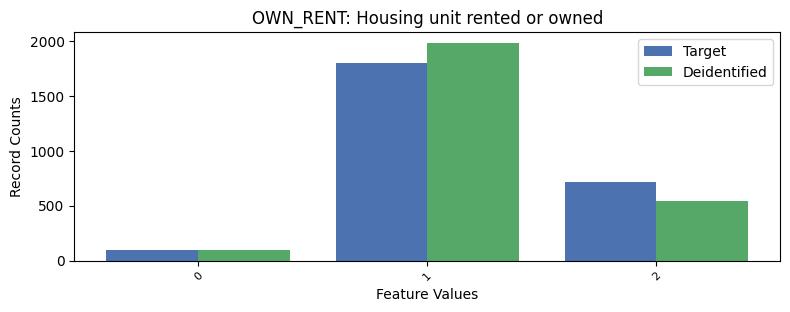 OWN_RENT: Housing unit rented or owned
Target
Deidentified
Record Counts
2000
1500
1000
500
0
0
1
2
Feature Values